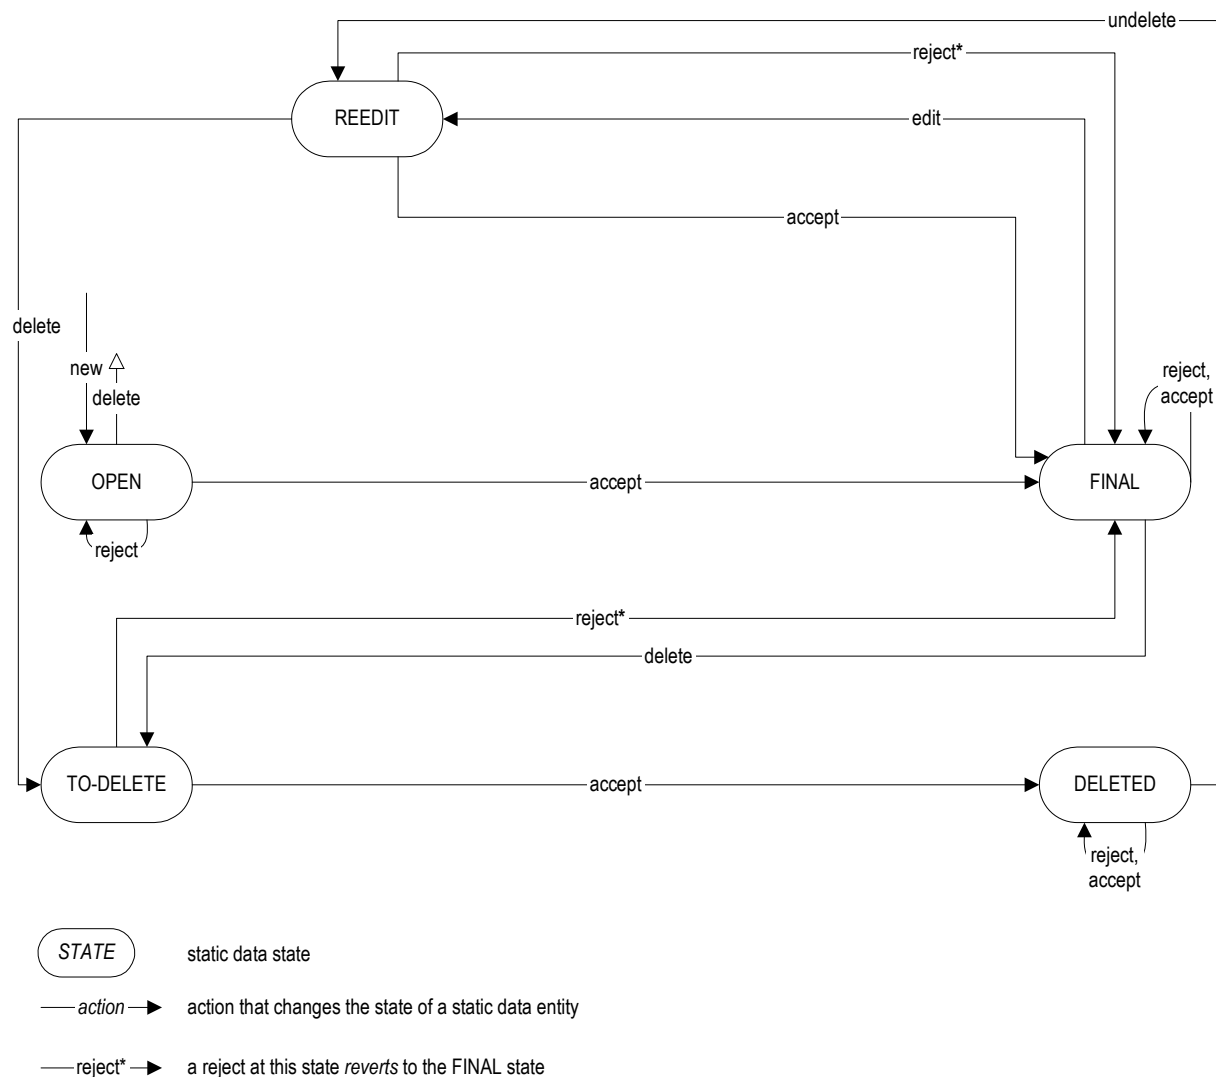 undelete
reject*
REEDIT
edit
accept
delete
new
delete
reject,
accept
OPEN
accept
FINAL
reject
reject*
delete
TO-DELETE
accept
DELETED
reject,
accept
STATE
static data state
action
action that changes the state of a static data entity
reject*
a reject at this state reverts to the FINAL state